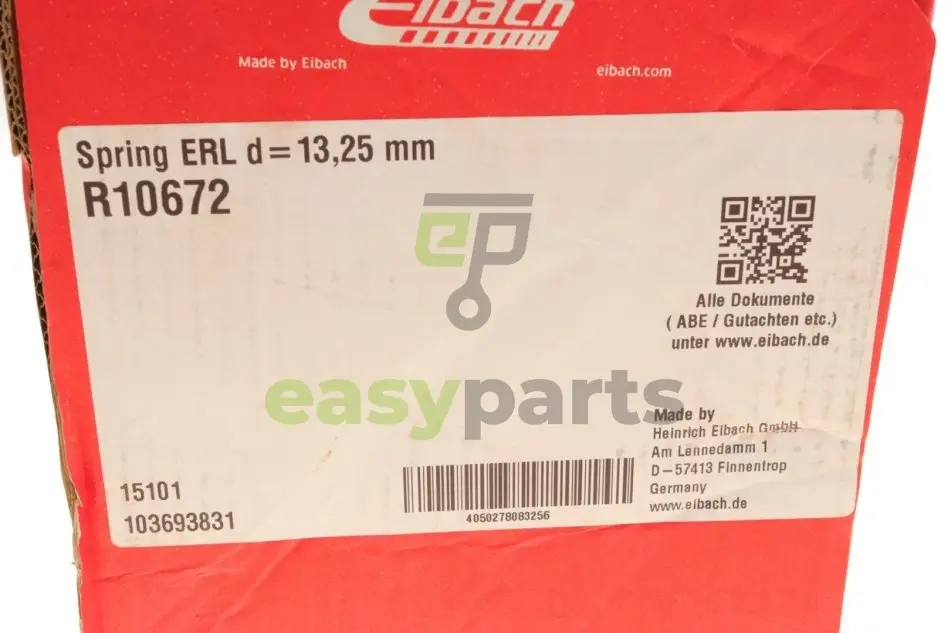 Eibach
Made by Eibach
eibach.com
Spring ERL d=13,25 mm
R10672
ep
Alle Dokumente
( ABE / Gutachten etc.)
unter www.eibach.de
easyparts
Made by
Heinrich Eibach GmbH
Am Lennedamm 1
D-57413 Finnentrop
Germany
www.eibach.de
15101
103693831
4050278083256